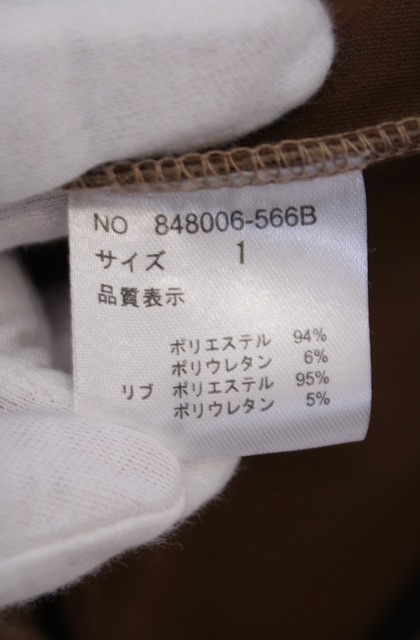 NO 848006-566B
サイズ 1
品質表示
ポリエステル 94%
ポリウレタン 6%
リブ ポリエステル 95%
ポリウレタン 5%